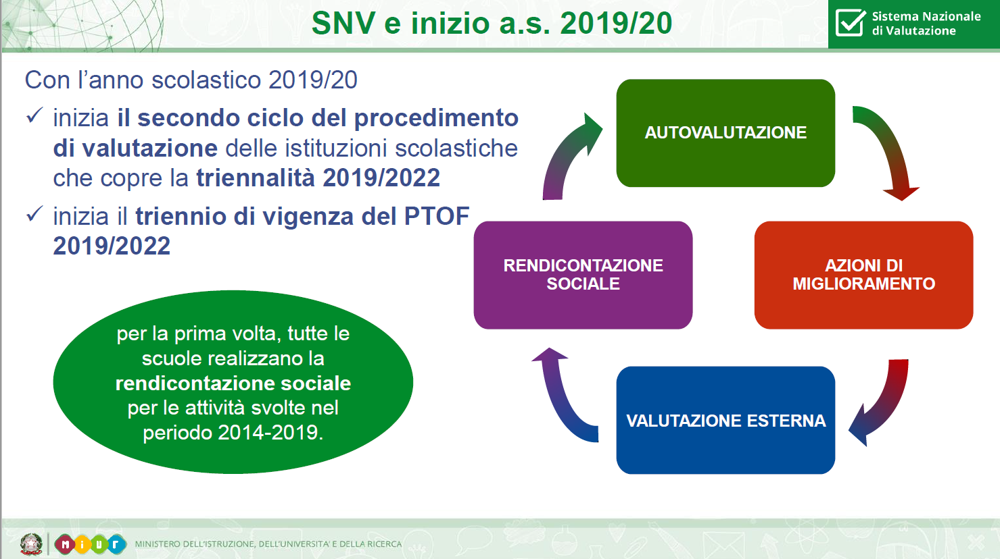 SNV e inizio a.s. 2019/20
Sistema Nazionale
di Valutazione
Con l’anno scolastico 2019/20
inizia il secondo ciclo del procedimento
di valutazione delle istituzioni scolastiche
che copre la triennalità 2019/2022
inizia il triennio di vigenza del PTOF
2019/2022
per la prima volta, tutte le
scuole realizzano la
rendicontazione sociale
per le attività svolte nel
periodo 2014-2019.
AUTOVALUTAZIONE
AZIONI DI
MIGLIORAMENTO
VALUTAZIONE ESTERNA
RENDICONTAZIONE
SOCIALE
MiUr
MINISTERO DELL’ISTRUZIONE, DELL’UNIVERSITA’ E DELLA RICERCA